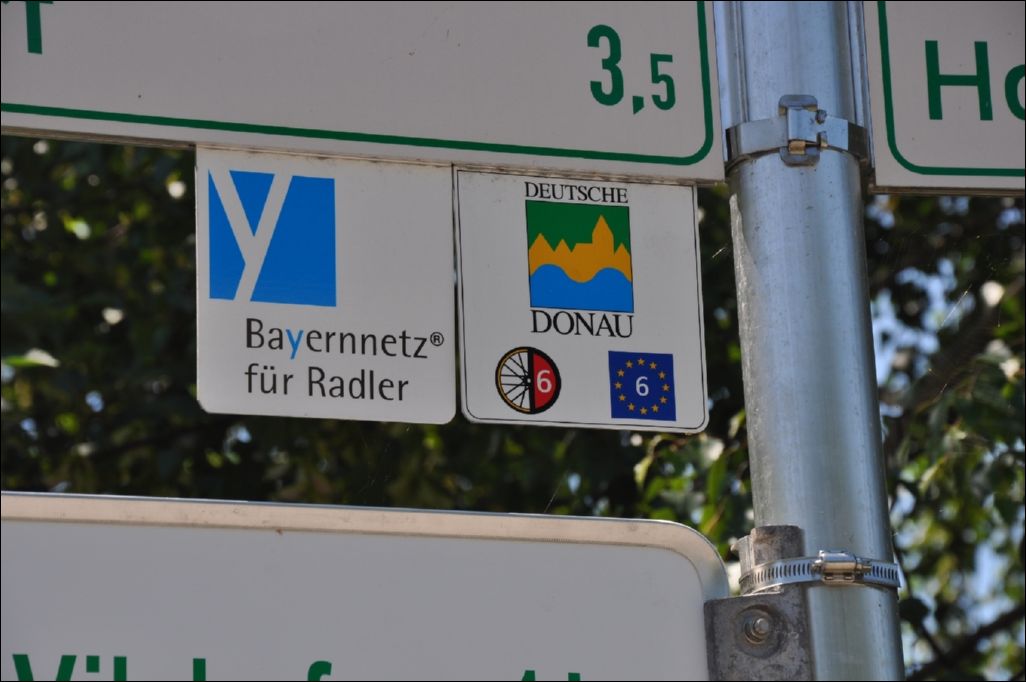 3,5
Bayernnetz®
für Radler
DEUTSCHE
DONAU
6
6